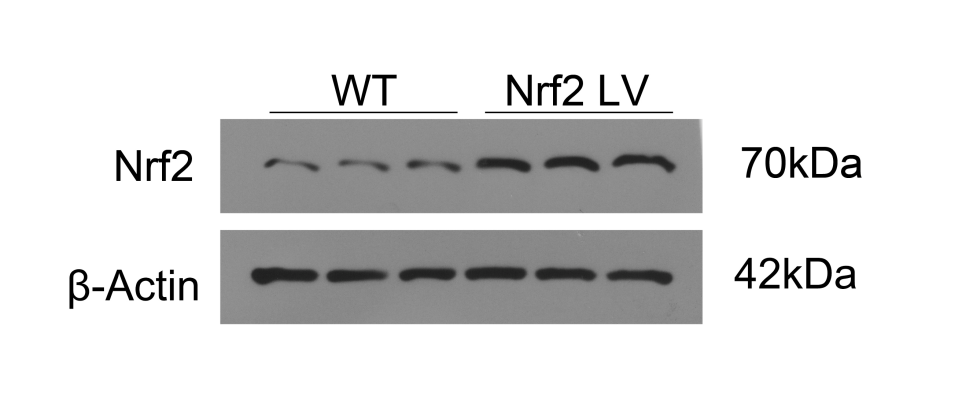 WT Nrf2 LV
Nrf2 70kDa
β-Actin 42kDa